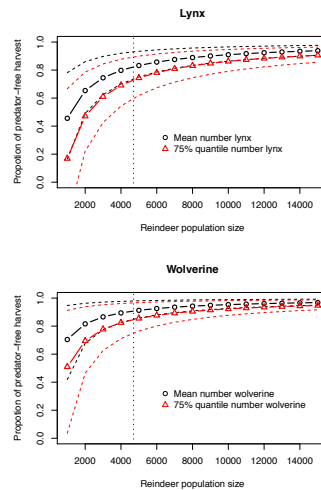 Lynx
Propotion of predator-free harvest
1.0
0.8
0.6
0.4
0.2
0.0
Mean number lynx
75% quantile number lynx
2000 4000 6000 8000 10000 12000 14000
Reindeer population size
Wolverine
Propotion of predator-free harvest
1.0
0.8
0.6
0.4
0.2
0.0
Mean number wolverine
75% quantile number wolverine
2000 4000 6000 8000 10000 12000 14000
Reindeer population size